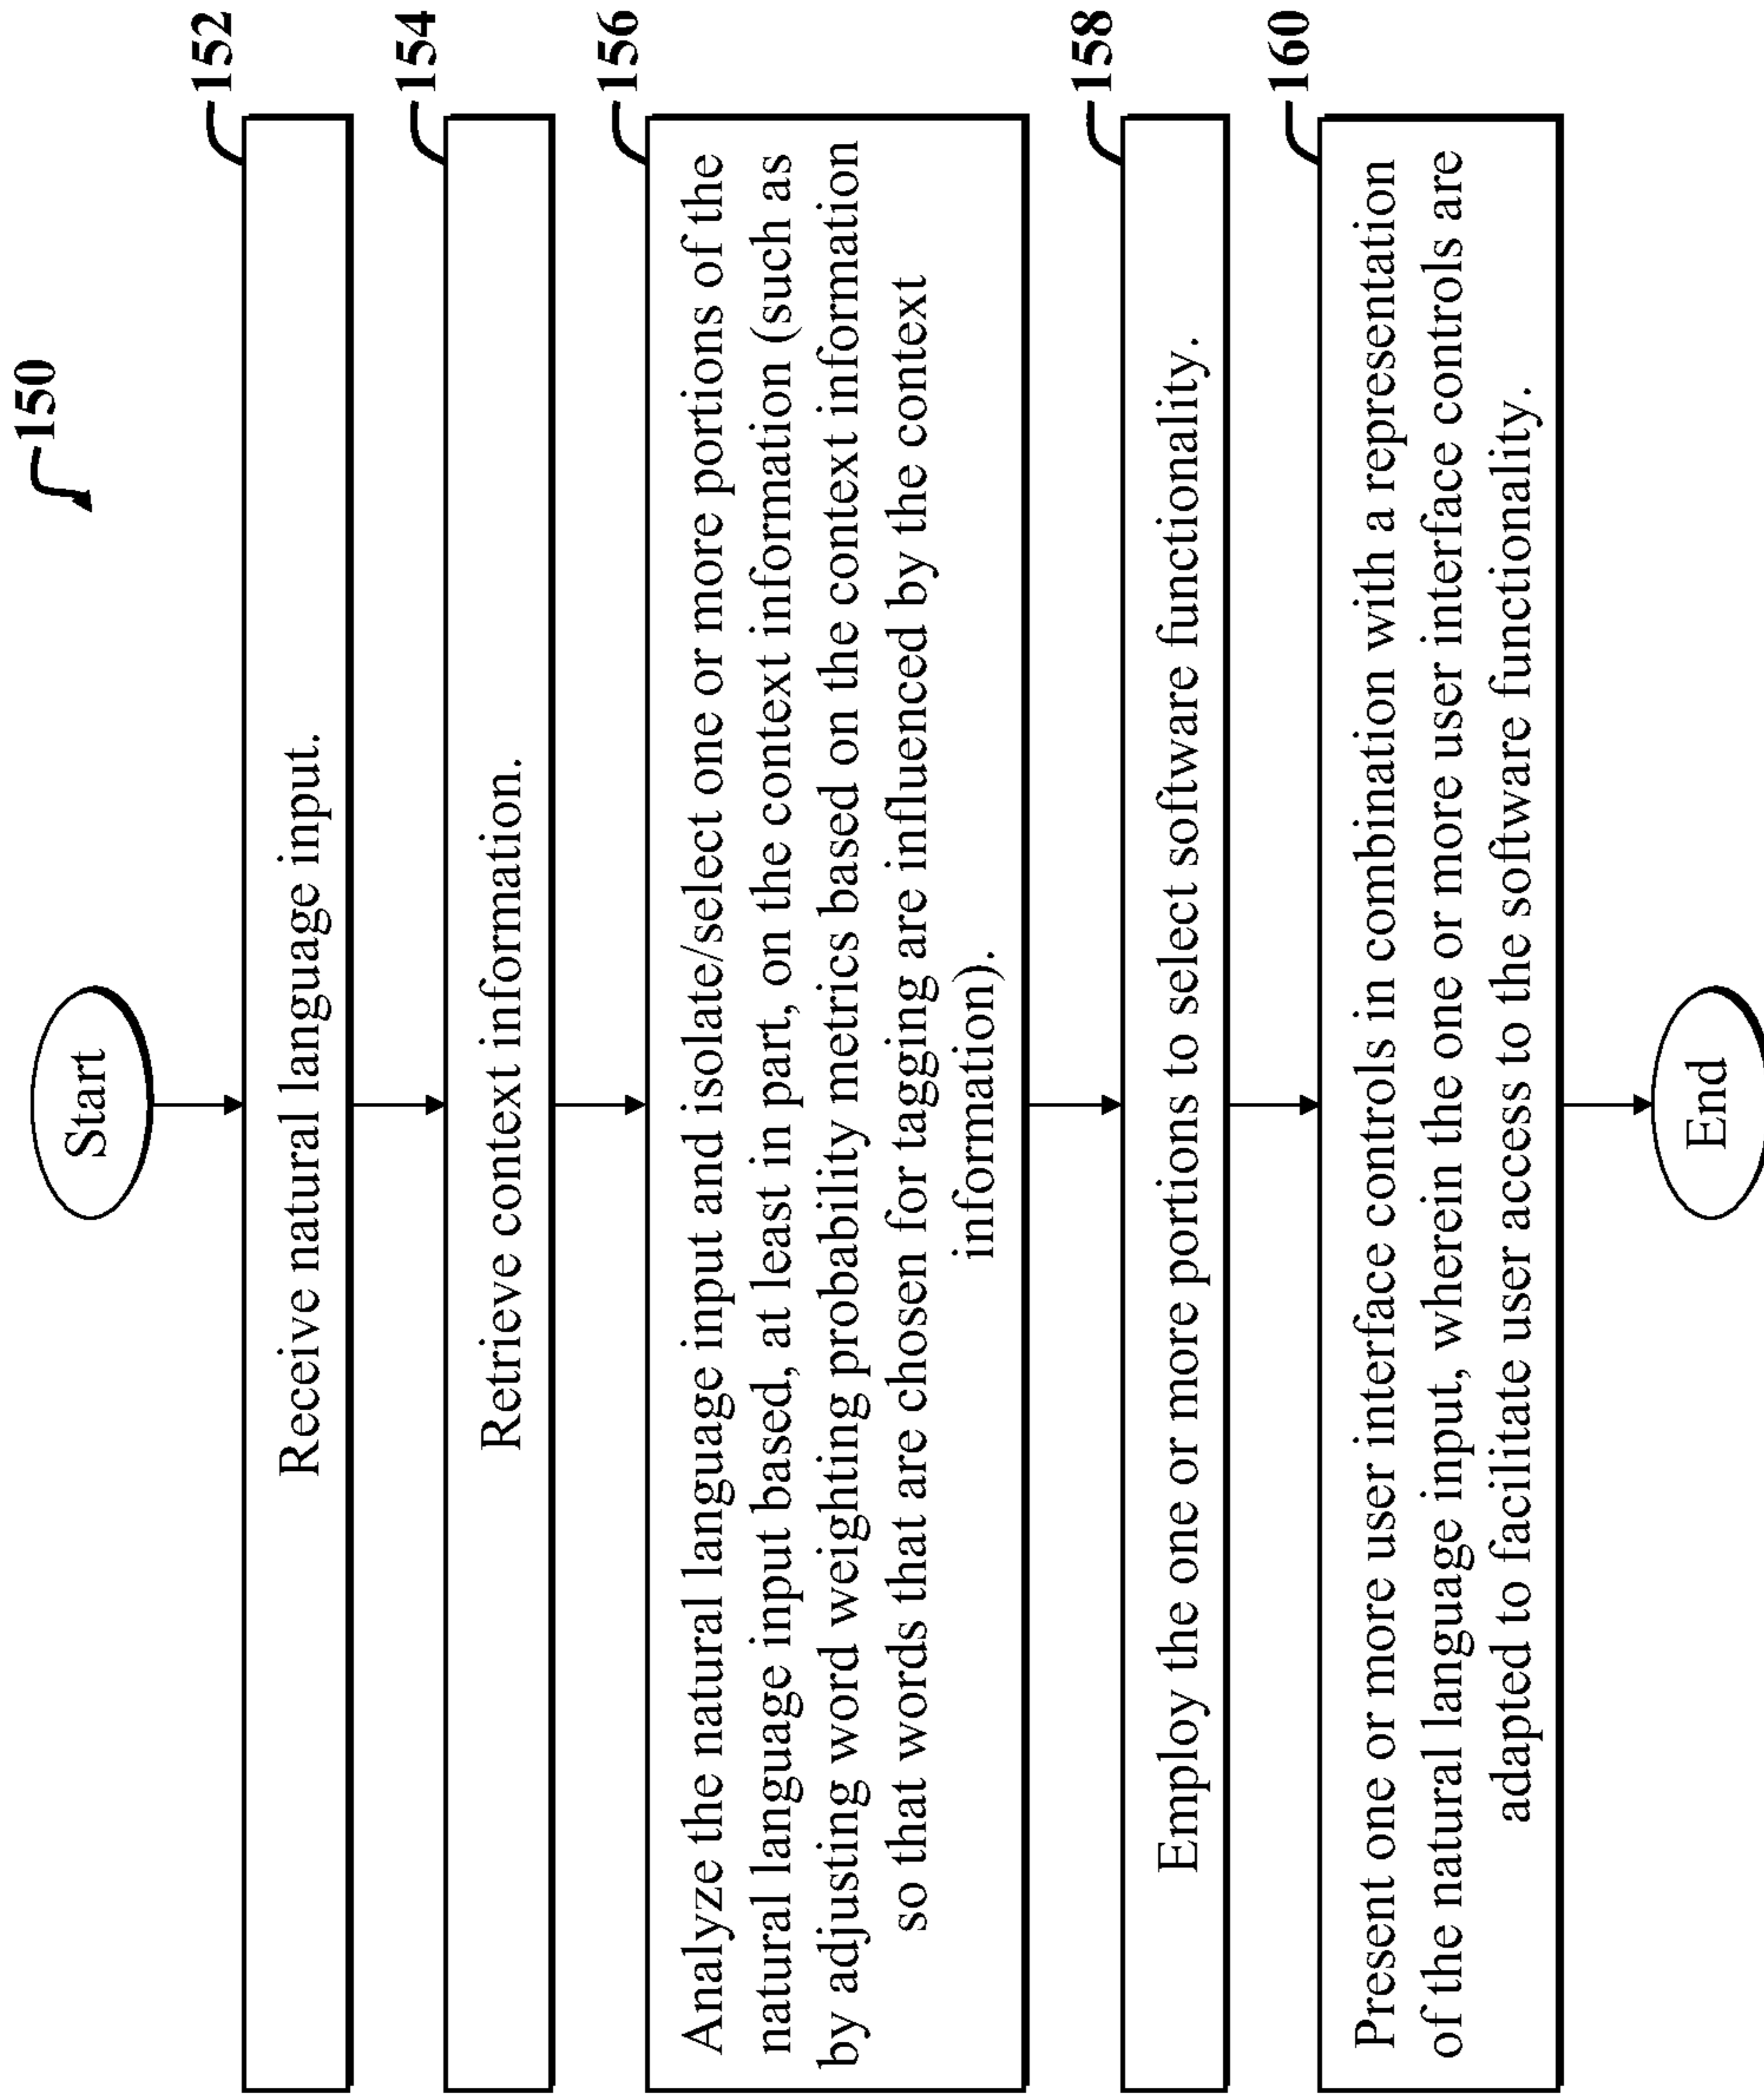 150
Start
152
Receive natural language input.
154
Retrieve context information.
156
Analyze the natural language input and isolate/select one or more portions of the
natural language input based, at least in part, on the context information (such as
by adjusting word weighting probability metrics based on the context information
so that words that are chosen for tagging are influenced by the context
information).
158
Employ the one or more portions to select software functionality.
160
Present one or more user interface controls in combination with a representation
of the natural language input, wherein the one or more user interface controls are
adapted to facilitate user access to the software functionality.
End